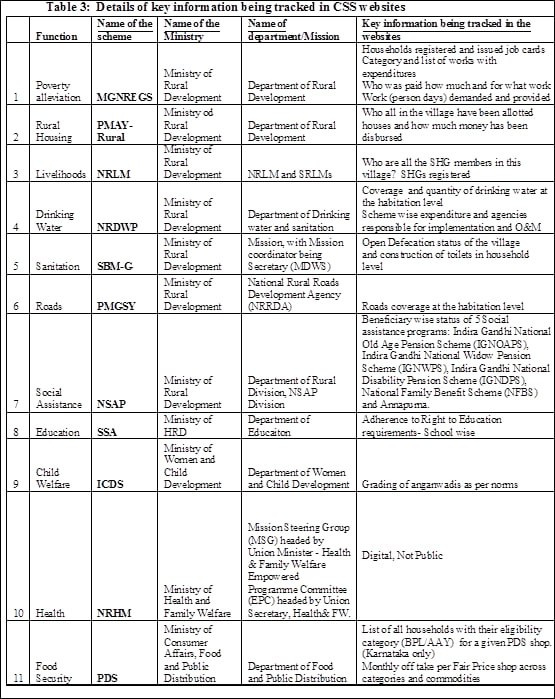 Table 3: Details of key information being tracked in CSS websites
Function
Name of the scheme
Name of the Ministry
Name of department/Mission
Key information being tracked in the websites
1
Poverty alleviation
MGNREGS
Ministry of Rural Development
Department of Rural Development
Households registered and issued job cards
Category and list of works with expenditures
Who was paid how much and for what work
Work (person days) demanded and provided
2
Rural Housing
PMAY-Rural
Ministry od Rural Development
Department of Rural Development
Who all in the village have been allotted houses and how much money has been disbursed
3
Livelihoods
NRLM
Ministry of Rural Development
NRLM and SRLMs
Who are all the SHG members in this village? SHGs registered
4
Drinking Water
NRDWP
Ministry of Rural Development
Department of Drinking water and sanitation
Coverage and quantity of drinking water at the habitation level
Scheme wise expenditure and agencies responsible for implementation and O&M
5
Sanitation
SBM-G
Ministry of Rural Development
Mission, with Mission coordinator being Secretary (MDWS)
Open Defecation status of the village and construction of toilets in household level
6
Roads
PMGSY
Ministry of Rural Development
National Rural Roads Development Agency (NRRDA)
Roads coverage at the habitation level
7
Social Assistance
NSAP
Ministry of Rural Development
Department of Rural Division, NSAP Division
Beneficiary wise status of 5 Social assistance programs: Indira Gandhi National Old Age Pension Scheme (IGNOAPS), Indira Gandhi National Widow Pension Scheme (IGNWPS), Indira Gandhi National Disability Pension Scheme (IGNDPS), National Family Benefit Scheme (NFBS) and Annapurna.
8
Education
SSA
Ministry of HRD
Department of Educaiton
Adherence to Right to Education requirements- School wise
9
Child Welfare
ICDS
Ministry of Women and Child Development
Department of Women and Child Development
Grading of anganwadis as per norms
10
Health
NRHM
Ministry of Health and Family Welfare
Mission Steering Group (MSG) headed by Union Minister - Health & Family Welfare Empowered Programme Committee (EPC) headed by Union Secretary, Health& FW.
Digital, Not Public
11
Food Security
PDS
Ministry of Consumer Affairs, Food and Public Distribution
Department of Food and Public Distribution
List of all households with their eligibility category (BPL/AAY) for a given PDS shop. (Karnataka only)
Monthly off take per Fair Price shop across categories and commodities